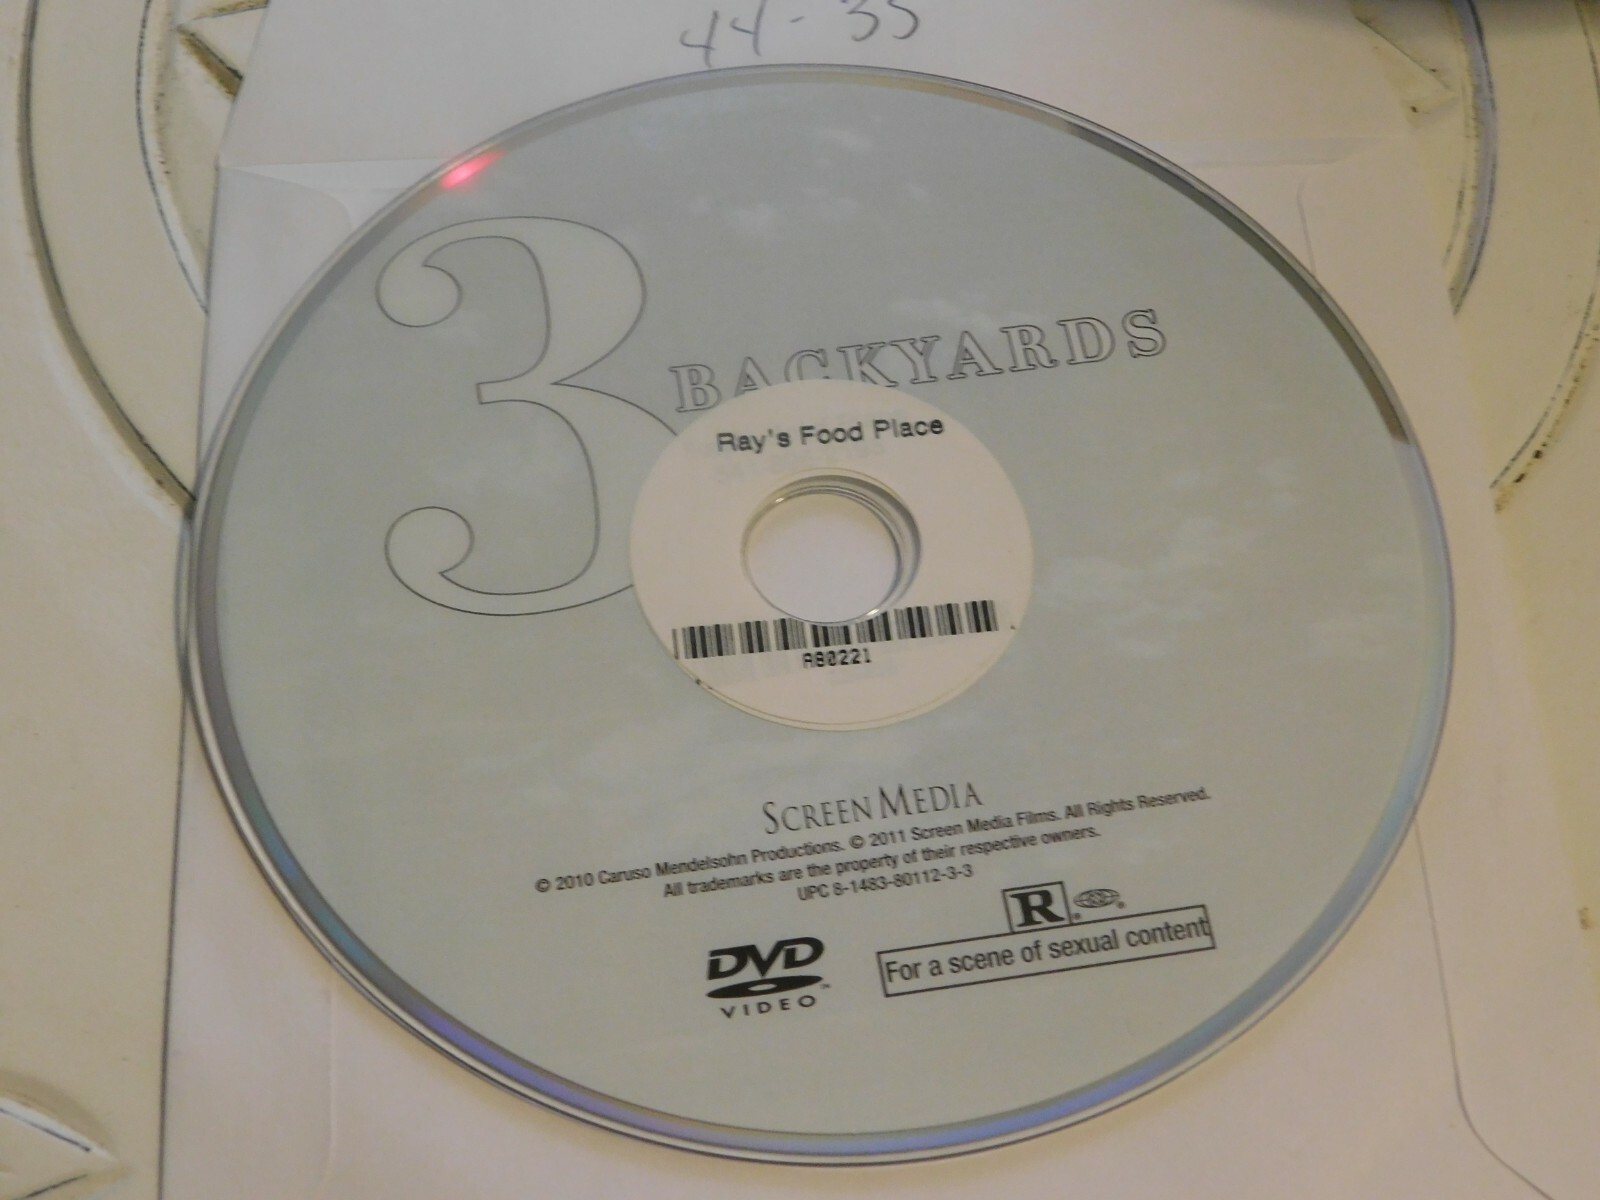 44-35
3 BACKYARDS
Ray's Food Place
A80221
SCREEN MEDIA
© 2010 Caruso Mendelsohn Productions. © 2011 Screen Media Films. All Rights Reserved.
All trademarks are the property of their respective owners.
UPC 8-1483-80112-3-3
R
DVD
VIDEO™
For a scene of sexual content